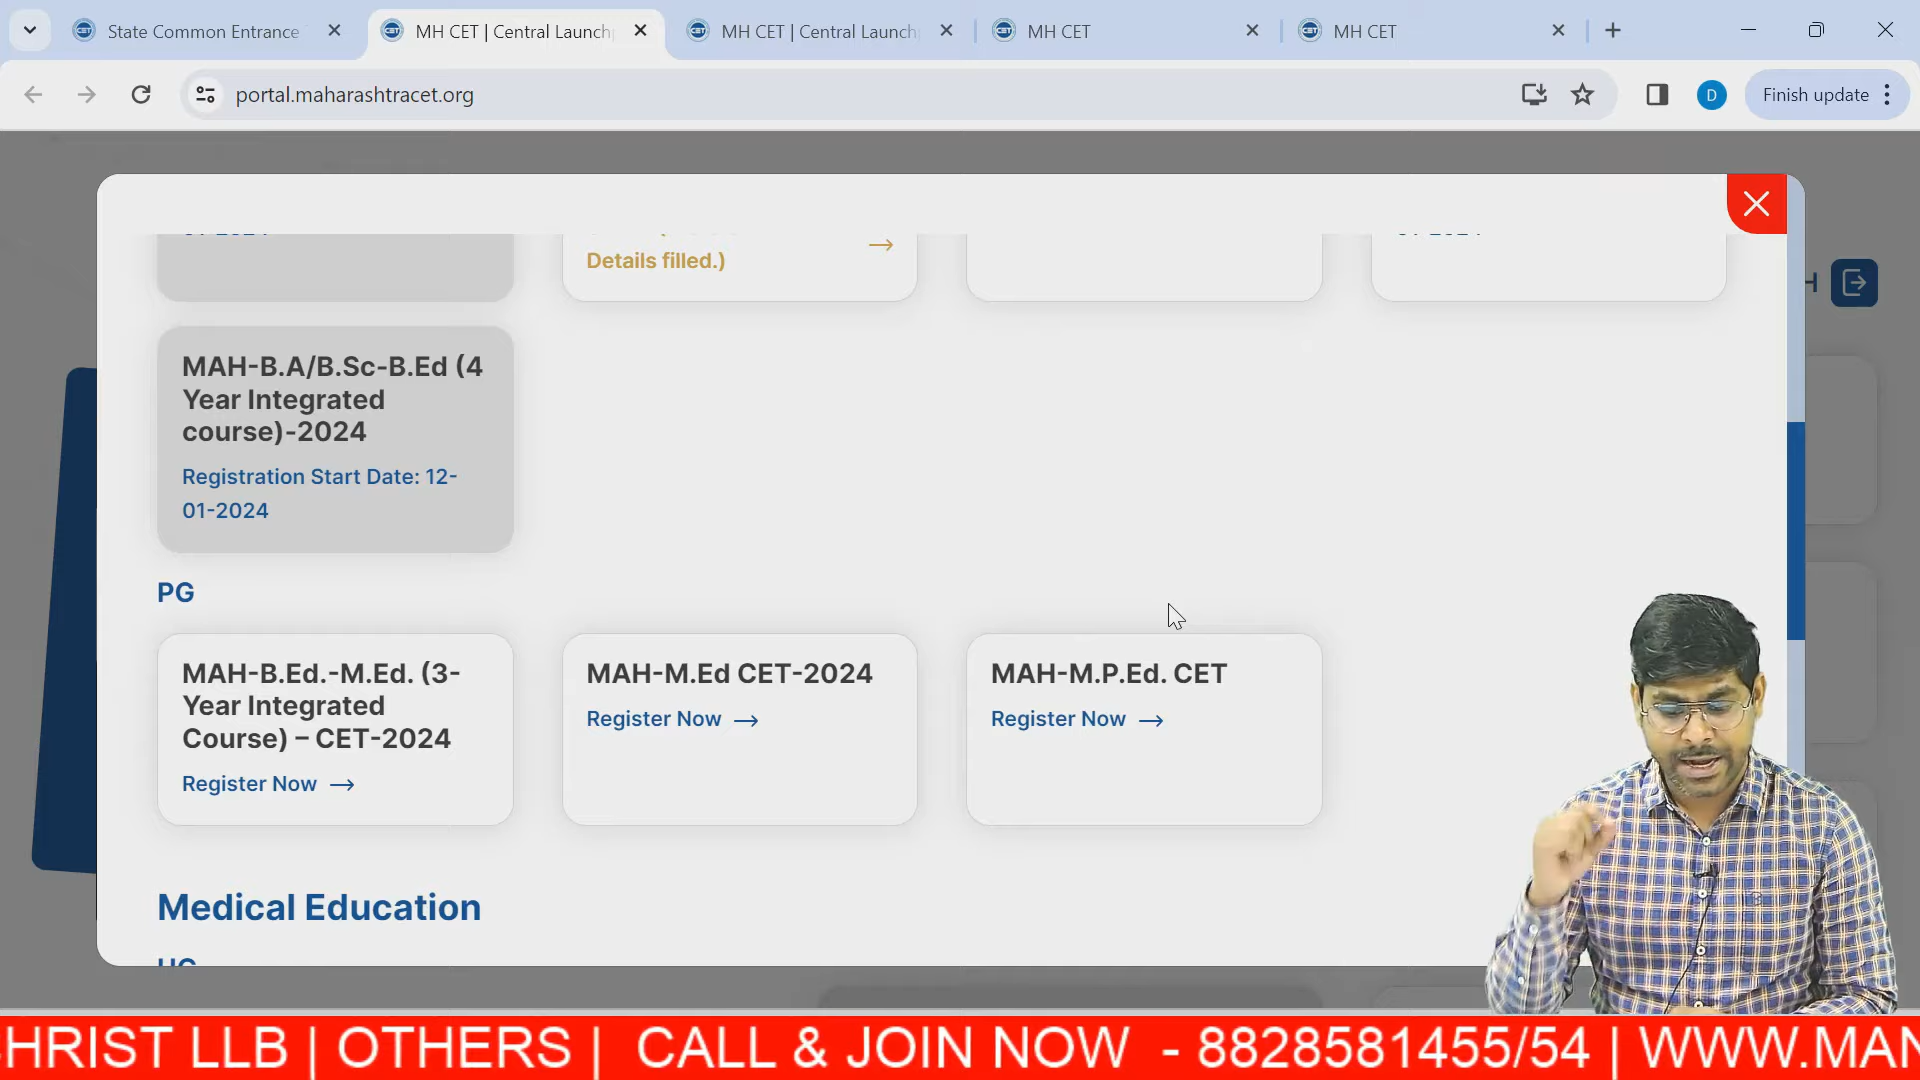 State Common Entrance
MH CET | Central Launch
MH CET | Central Launch
MH CET
MH CET
portal.maharashtracet.org
D
Finish update
Details filled.)
MAH-B.A/B.Sc-B.Ed (4
Year Integrated
course)-2024
Registration Start Date: 12-
01-2024
PG
MAH-B.Ed.-M.Ed. (3-
Year Integrated
Course) – CET-2024
Register Now
MAH-M.Ed CET-2024
Register Now
MAH-M.P.Ed. CET
Register Now
Medical Education
CHRIST LLB | OTHERS | CALL & JOIN NOW - 8828581455/54 | WWW.MAN